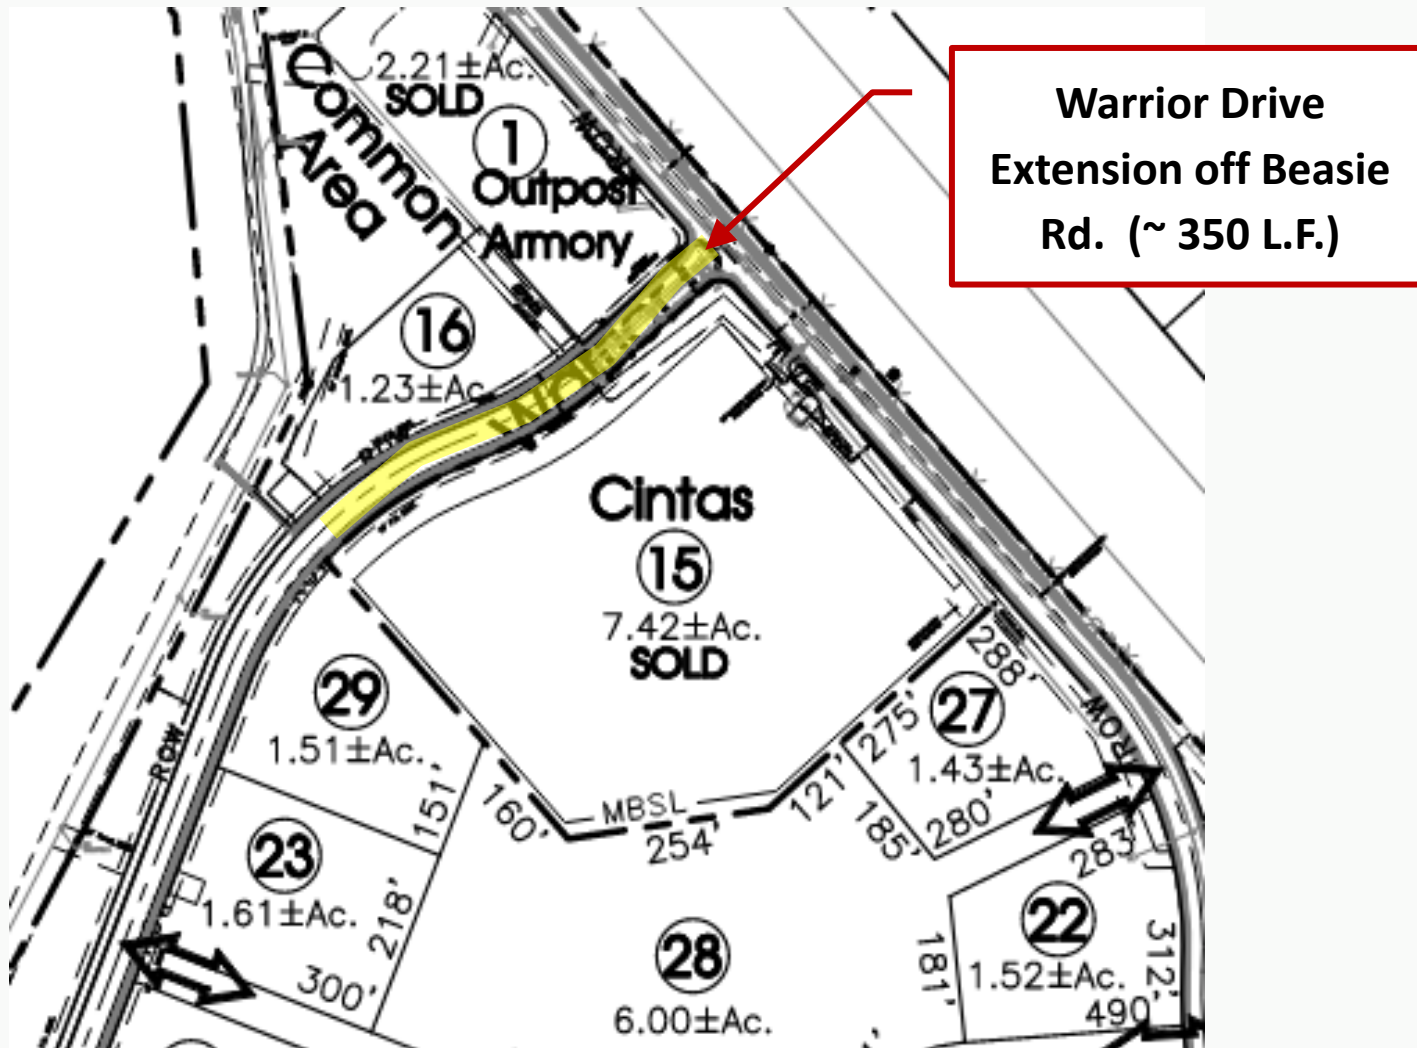 Warrior Drive
Extension off Beasie
Rd. (~ 350 L.F.)
2.21±Ac.
SOLD
Common
Area
1
Outpost
Armory
16
1.23±Ac.
Cintas
15
7.42±Ac.
SOLD
288'
29
1.51±Ac.
27
1.43±Ac.
275'
ROW
ROW
151'
160'
MBSL
254'
121'
185'
280'
283'
23
1.61±Ac.
218'
300'
28
6.00±Ac.
22
1.52±Ac.
181'
312'
490